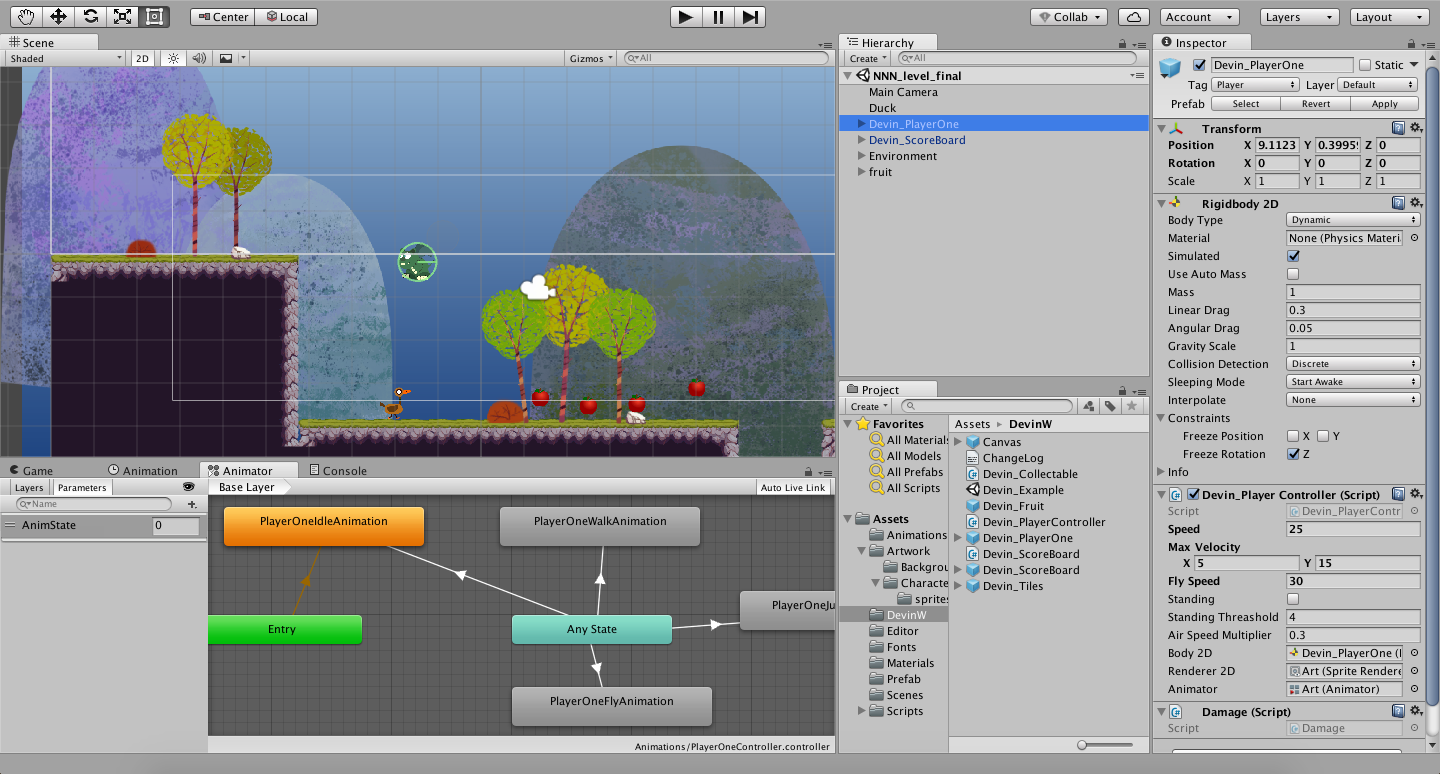 Center Local Collab Account Layers Layout
Scene
Shaded 2D Gizmos All
Game Animation Animator Console
Layers Parameters Base Layer Auto Live Link
Name
AnimState 0
PlayerOneIdleAnimation PlayerOneWalkAnimation
PlayerOneJu
Entry Any State
PlayerOneFlyAnimation
Animations/PlayerOneController.controller
Hierarchy
Create All
NNN_level_final
Main Camera
Duck
Devin_PlayerOne
Devin_ScoreBoard
Environment
fruit
Project
Create
Favorites
All Materials
All Models
All Prefabs
All Scripts
Assets
Animations
Artwork
Backgrou
Characte
sprites
DevinW
Editor
Fonts
Materials
Prefab
Scenes
Scripts
Assets DevinW
Canvas
ChangeLog
Devin_Collectable
Devin_Example
Devin_Fruit
Devin_PlayerController
Devin_PlayerOne
Devin_ScoreBoard
Devin_ScoreBoard
Devin_Tiles
Inspector
Devin_PlayerOne Static
Tag Player Layer Default
Prefab Select Revert Apply
Transform
Position X 9.1123 Y 0.3995 Z 0
Rotation X 0 Y 0 Z 0
Scale X 1 Y 1 Z 1
Rigidbody 2D
Body Type Dynamic
Material None (Physics Materi
Simulated
Use Auto Mass
Mass 1
Linear Drag 0.3
Angular Drag 0.05
Gravity Scale 1
Collision Detection Discrete
Sleeping Mode Start Awake
Interpolate None
Constraints
Freeze Position X Y
Freeze Rotation Z
Info
Devin_Player Controller (Script)
Script Devin_PlayerContr
Speed 25
Max Velocity
X 5 Y 15
Fly Speed 30
Standing
Standing Threashold 4
Air Speed Multiplier 0.3
Body 2D Devin_PlayerOne (
Renderer 2D Art (Sprite Rendere
Animator Art (Animator)
Damage (Script)
Script Damage